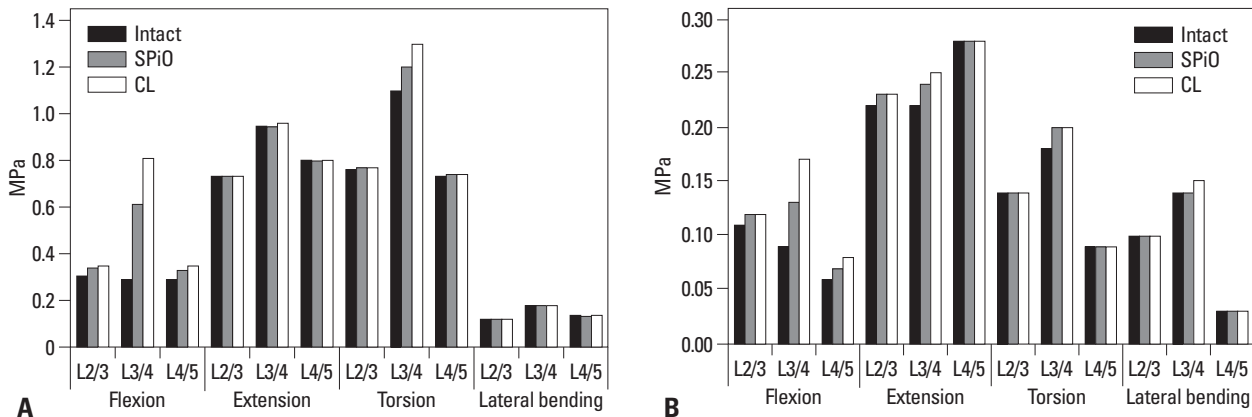 1.4
1.2
1.0
0.8
0.6
0.4
0.2
0
MPa
Intact
SPiO
CL
L2/3 L3/4 L4/5 L2/3 L3/4 L4/5 L2/3 L3/4 L4/5 L2/3 L3/4 L4/5
Flexion Extension Torsion Lateral bending
A
0.30
0.25
0.20
0.15
0.10
0.05
0.00
MPa
Intact
SPiO
CL
L2/3 L3/4 L4/5 L2/3 L3/4 L4/5 L2/3 L3/4 L4/5 L2/3 L3/4 L4/5
Flexion Extension Torsion Lateral bending
B